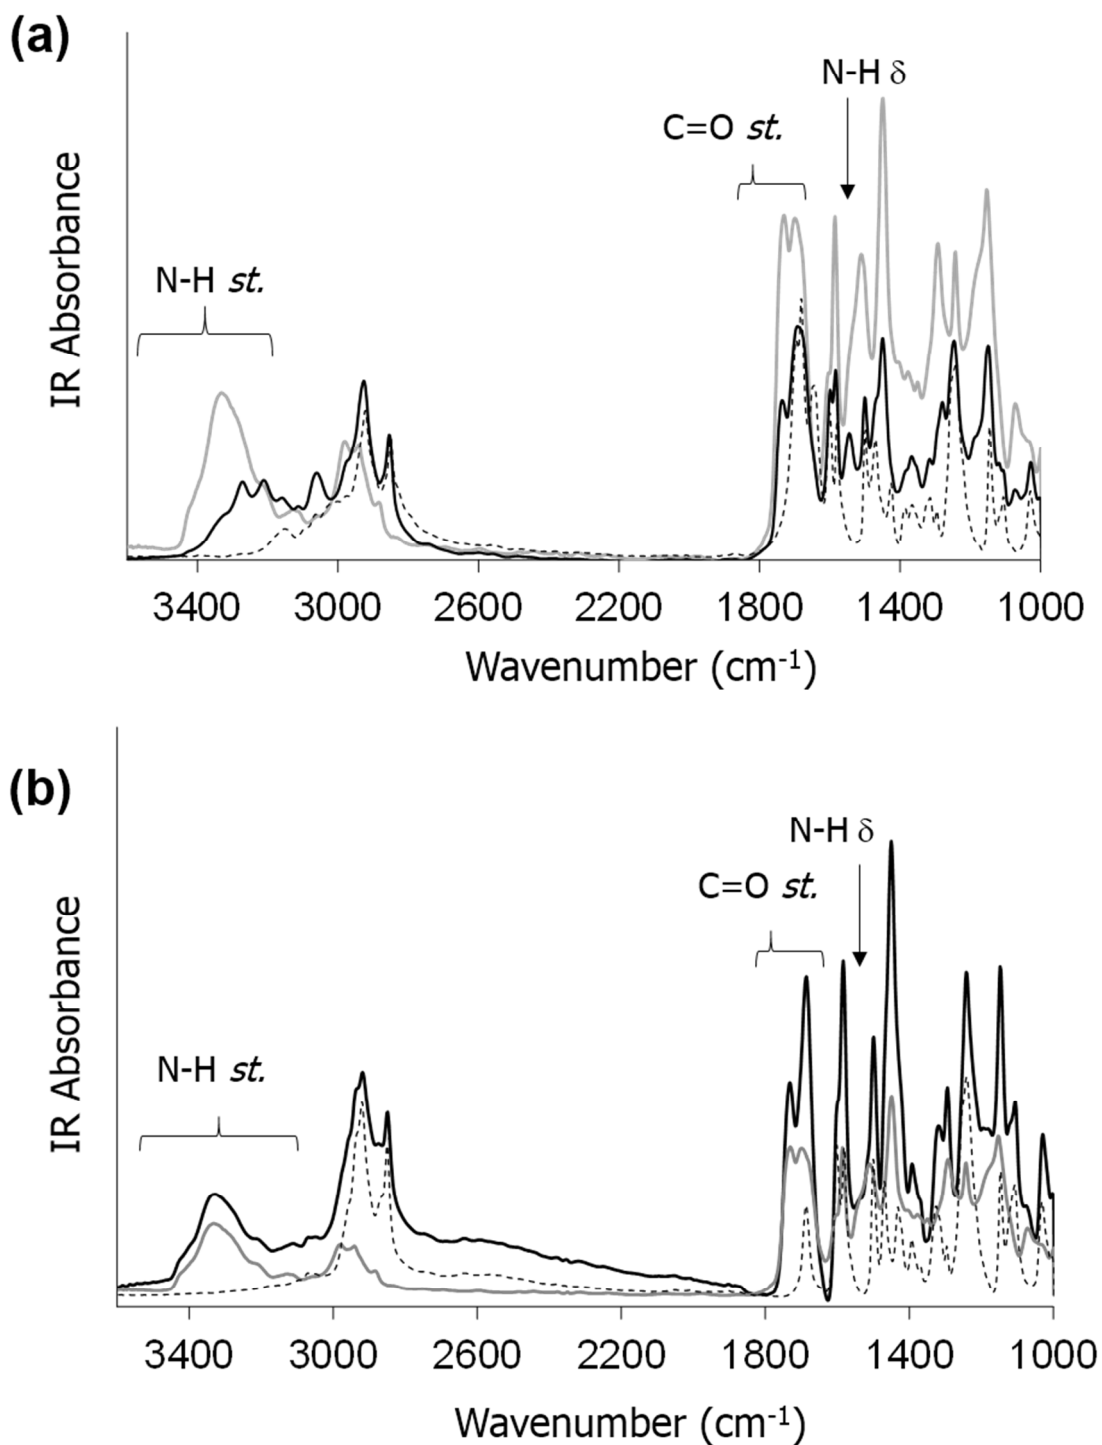 (a)
N-H δ
C=O st.
N-H st.
IR Absorbance
3400 3000 2600 2200 1800 1400 1000
Wavenumber (cm-1)
(b)
N-H δ
C=O st.
N-H st.
IR Absorbance
3400 3000 2600 2200 1800 1400 1000
Wavenumber (cm-1)